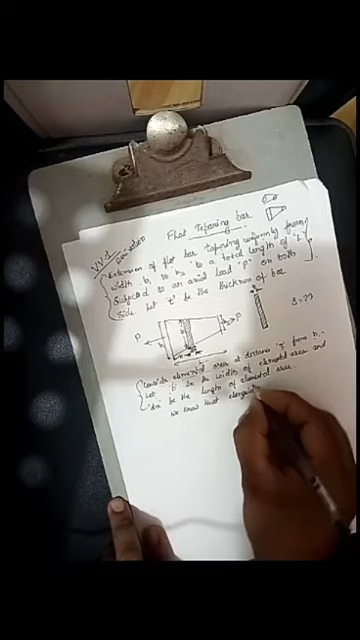 Flat Tapering bar
VV.I
Derivation
Extension of flat bar tapering uniformly from
width b₁ to b₂ to a total length of "L"
Subjected to an axial load "P" on both
side. Let "t" be the thickness of bar
δ=??
P
P
Consider elemental area at distance "x" from b₁
Let "b" be the width of elemental area and
"dx" be the length of elemental area.
we know that elonga